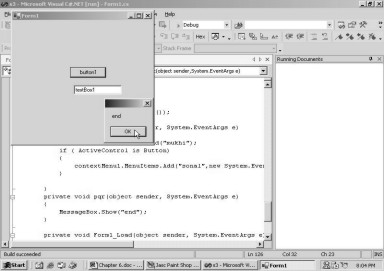 x3 - Microsoft Visual C#.NET [run] - Form1.cs
Form1
Help
Debug
Hex
Stack Frame
(object sender,System.EventArgs e)
Running Documents
button1
textBox1
end
OK
());
r, System.EventArgs e)
d("mukhi");
if ( ActiveControl is Button)
{
contextMenu1.MenuItems.Add("sonal",new System.Even
}
}
private void pqr(object sender, System.EventArgs e)
{
MessageBox.Show("end");
}
private void Form1_Load(object sender, System.EventArgs e)
Build succeeded
Ln 126
Col 32
Ch 23
INS
Start
Chapter 6.doc - ...
Jasc Paint Shop ...
x3 - Microsoft Vi...
Form1
8:04 PM